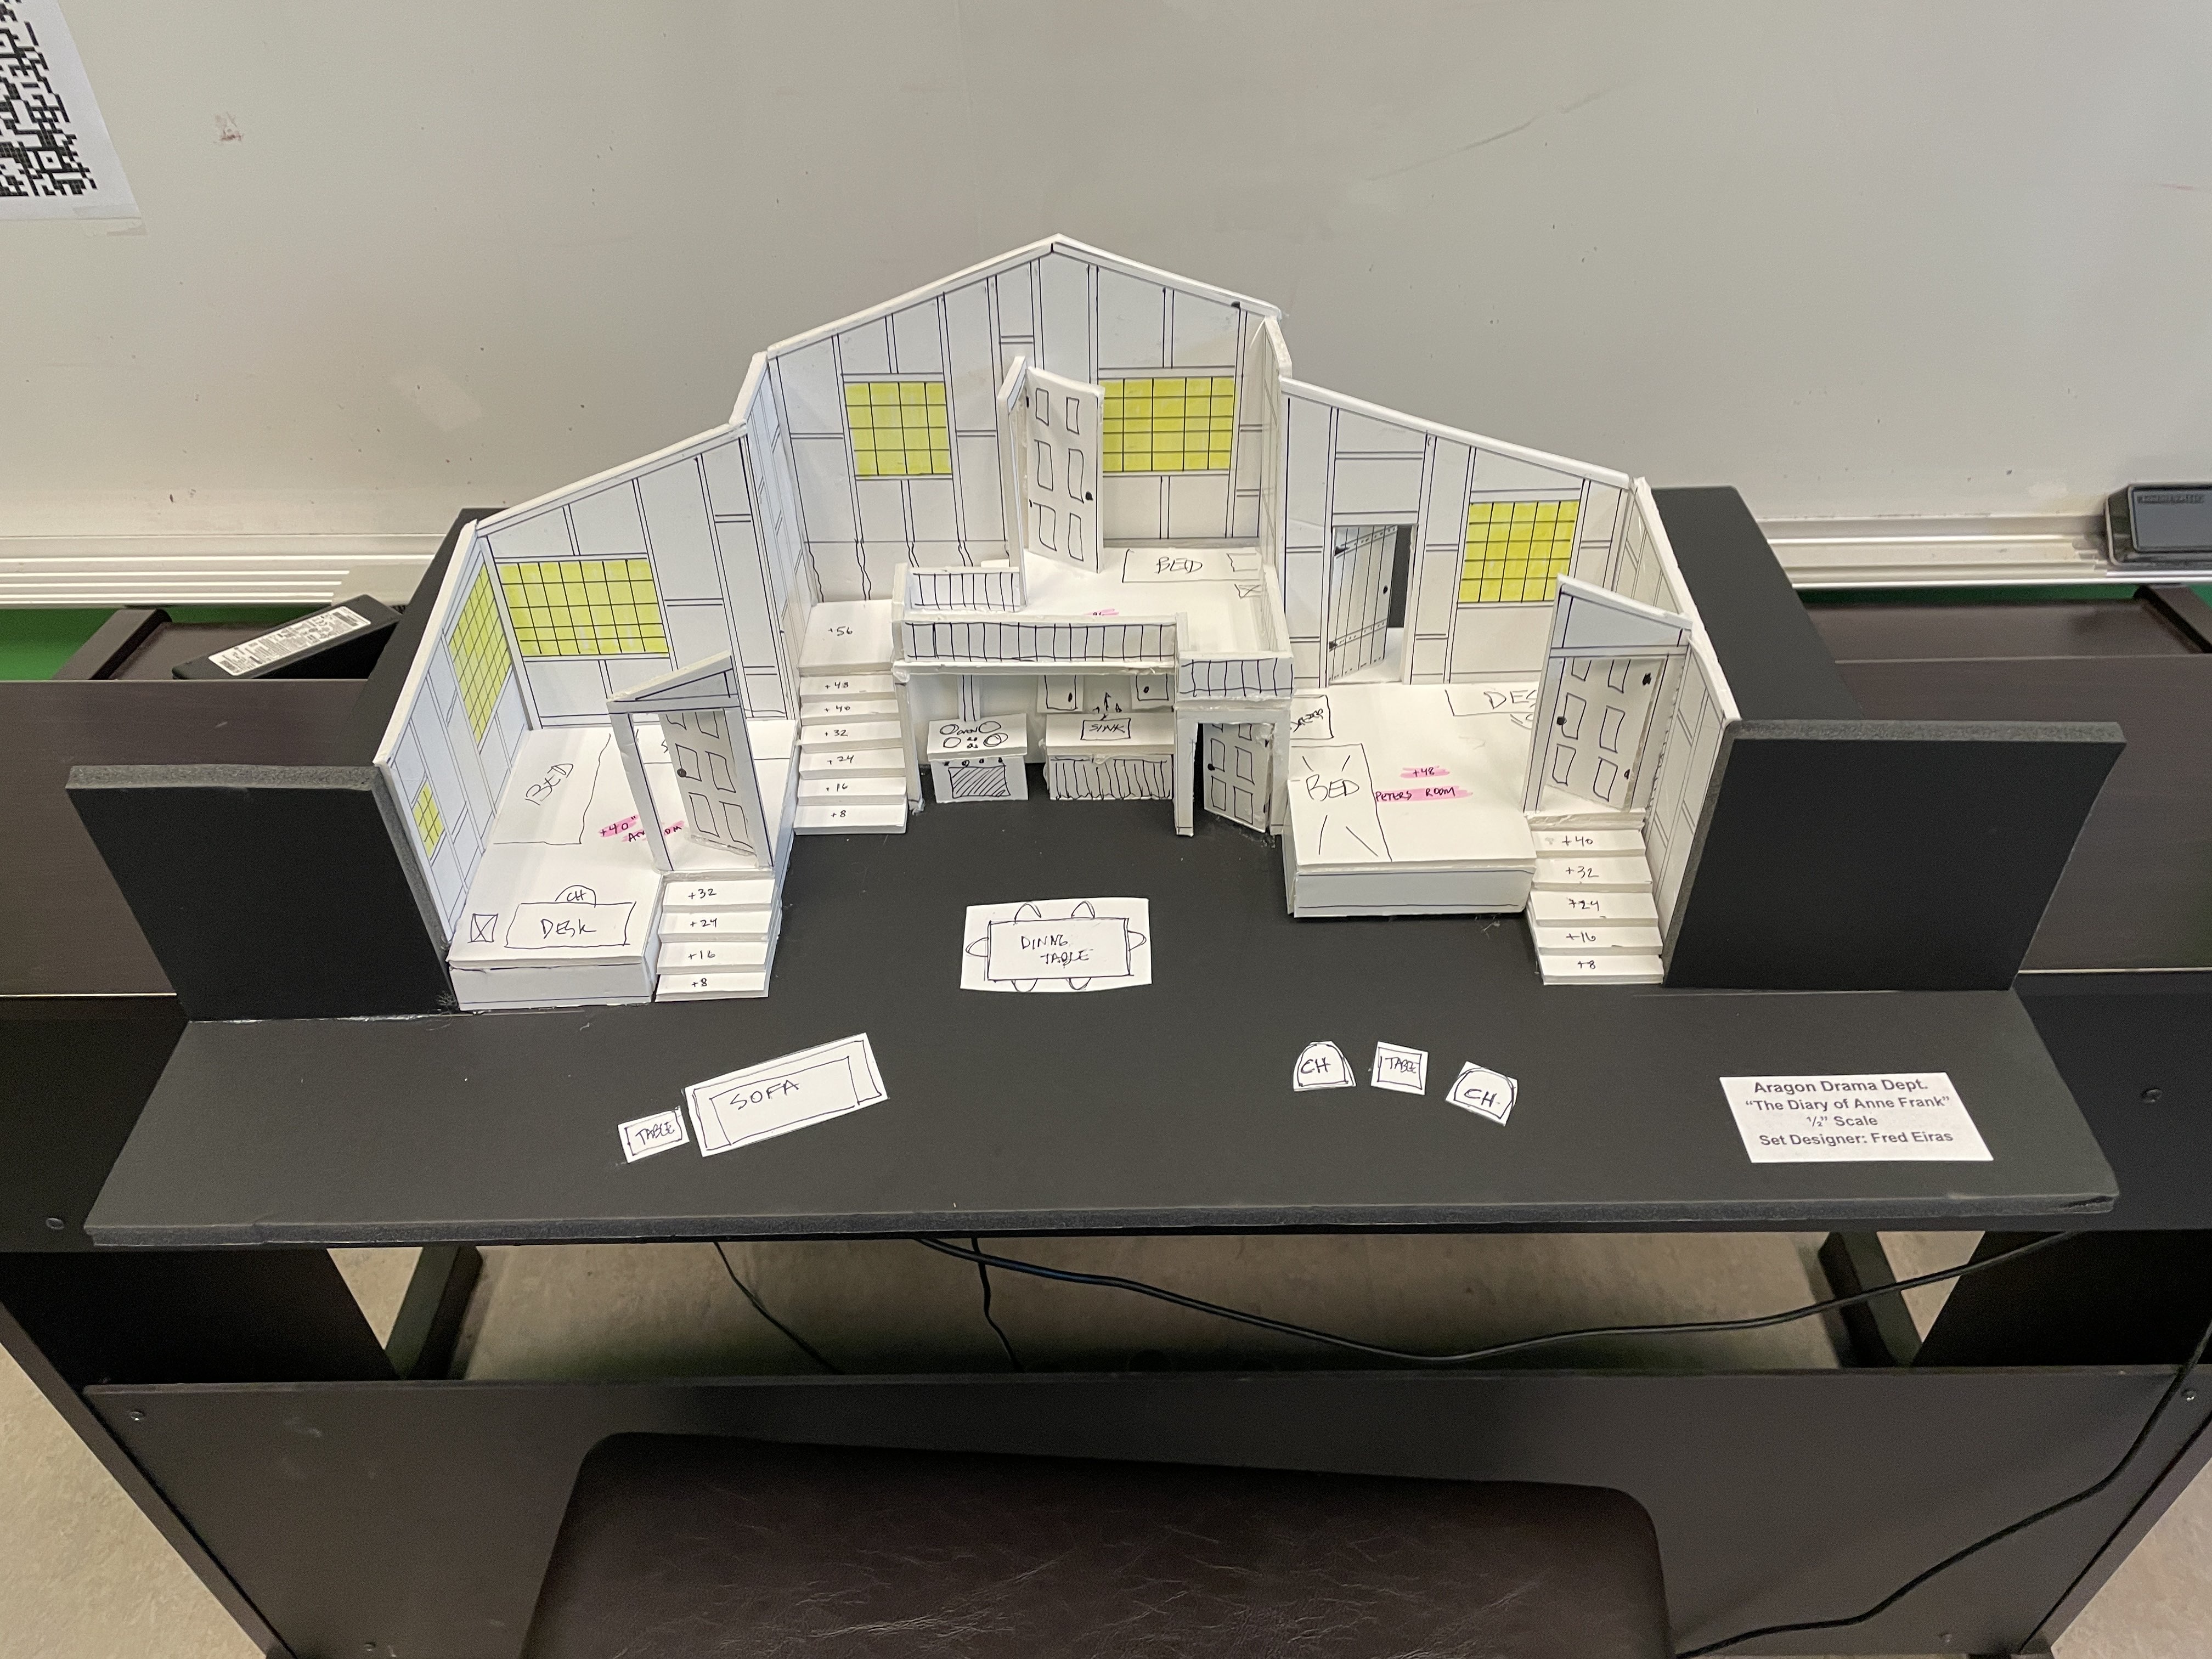 BED
+56
+48
+40
+32
+24
+16
+8
OVEN
SINK
BED
+40"
CH
DESK
+32
+24
+16
+8
BED
+48"
PETERS ROOM
+40
+32
+24
+16
+8
DINNG
TABLE
SOFA
TABLE
CH
TABLE
CH.
Aragon Drama Dept.
"The Diary of Anne Frank"
½" Scale
Set Designer: Fred Eiras